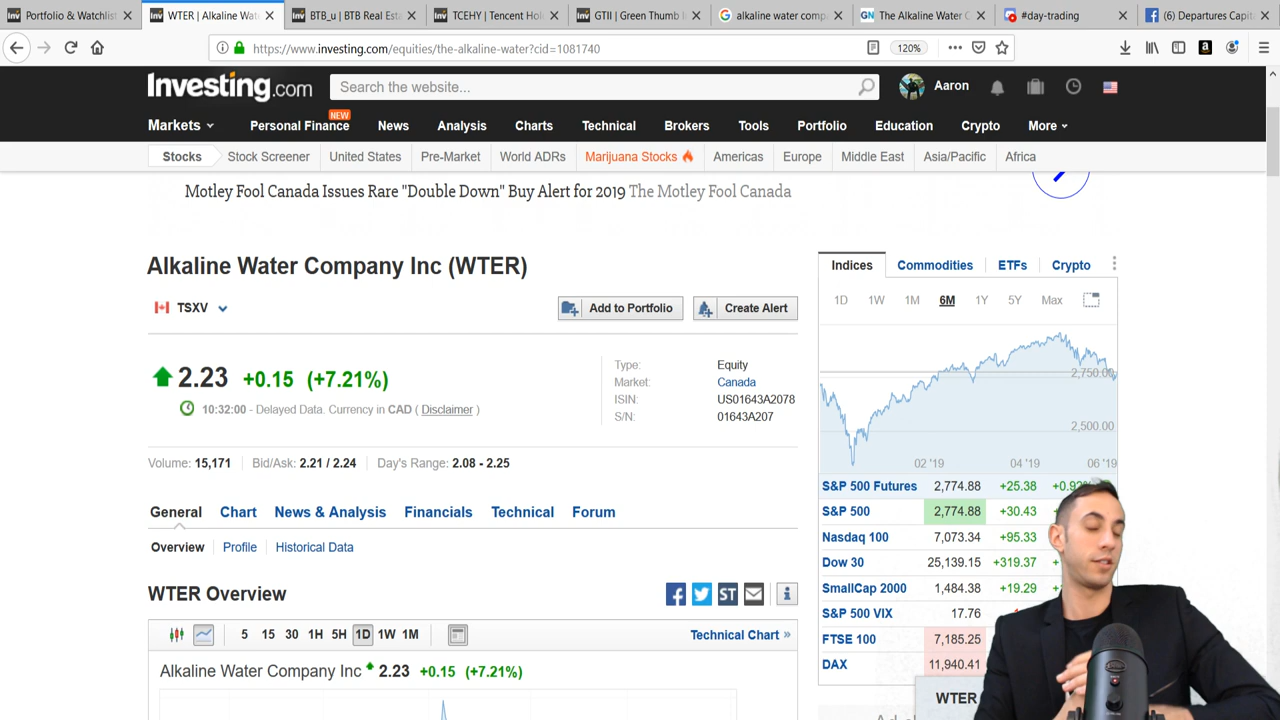 Portfolio & Watchlist
WTER | Alkaline Wate
BTB_u | BTB Real Esta
TCEHY | Tencent Hol
GTII | Green Thumb I
alkaline water comp
The Alkaline Water C
#day-trading
(6) Departures Capit
https://www.investing.com/equities/the-alkaline-water?cid=1081740
120%
Investing.com
Search the website...
Aaron
NEW
Markets
Personal Finance
News
Analysis
Charts
Technical
Brokers
Tools
Portfolio
Education
Crypto
More
Stocks
Stock Screener
United States
Pre-Market
World ADRs
Marijuana Stocks
Americas
Europe
Middle East
Asia/Pacific
Africa
Motley Fool Canada Issues Rare "Double Down" Buy Alert for 2019 The Motley Fool Canada
Alkaline Water Company Inc (WTER)
TSXV
Add to Portfolio
Create Alert
2.23 +0.15 (+7.21%)
10:32:00 - Delayed Data. Currency in CAD ( Disclaimer )
Type: Equity
Market: Canada
ISIN: US01643A2078
S/N: 01643A207
Volume: 15,171
Bid/Ask: 2.21 / 2.24
Day's Range: 2.08 - 2.25
General
Chart
News & Analysis
Financials
Technical
Forum
Overview
Profile
Historical Data
WTER Overview
ST
5 15 30 1H 5H 1D 1W 1M
Technical Chart »
Alkaline Water Company Inc 2.23 +0.15 (+7.21%)
Indices
Commodities
ETFs
Crypto
1D 1W 1M 6M 1Y 5Y Max
2,750.00
2,500.00
02 '19 04 '19 06 '19
S&P 500 Futures 2,774.88 +25.38
S&P 500 2,774.88 +30.43
Nasdaq 100 7,073.34 +95.33
Dow 30 25,139.15 +319.37
SmallCap 2000 1,484.38 +19.29
S&P 500 VIX 17.76
FTSE 100 7,185.25
DAX 11,940.41
WTER